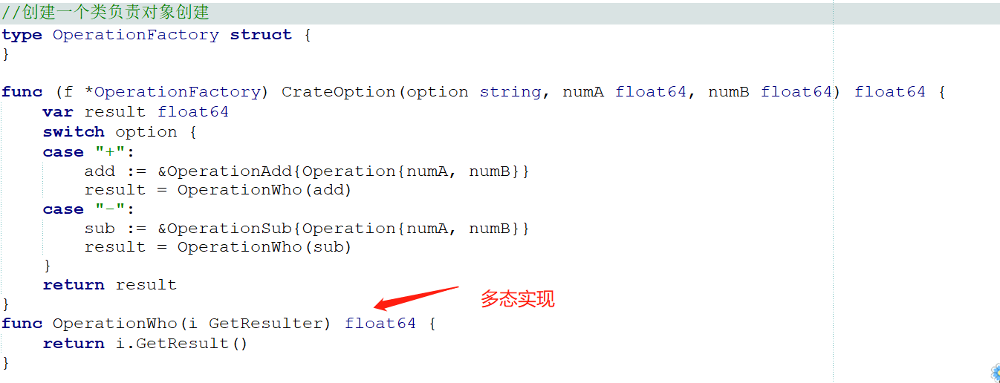 //创建一个类负责对象创建
type OperationFactory struct {
}
func (f *OperationFactory) CrateOption(option string, numA float64, numB float64) float64 {
    var result float64
    switch option {
    case "+":
        add := &OperationAdd{Operation{numA, numB}}
        result = OperationWho(add)
    case "-":
        sub := &OperationSub{Operation{numA, numB}}
        result = OperationWho(sub)
    }
    return result
}
多态实现
func OperationWho(i GetResulter) float64 {
    return i.GetResult()
}